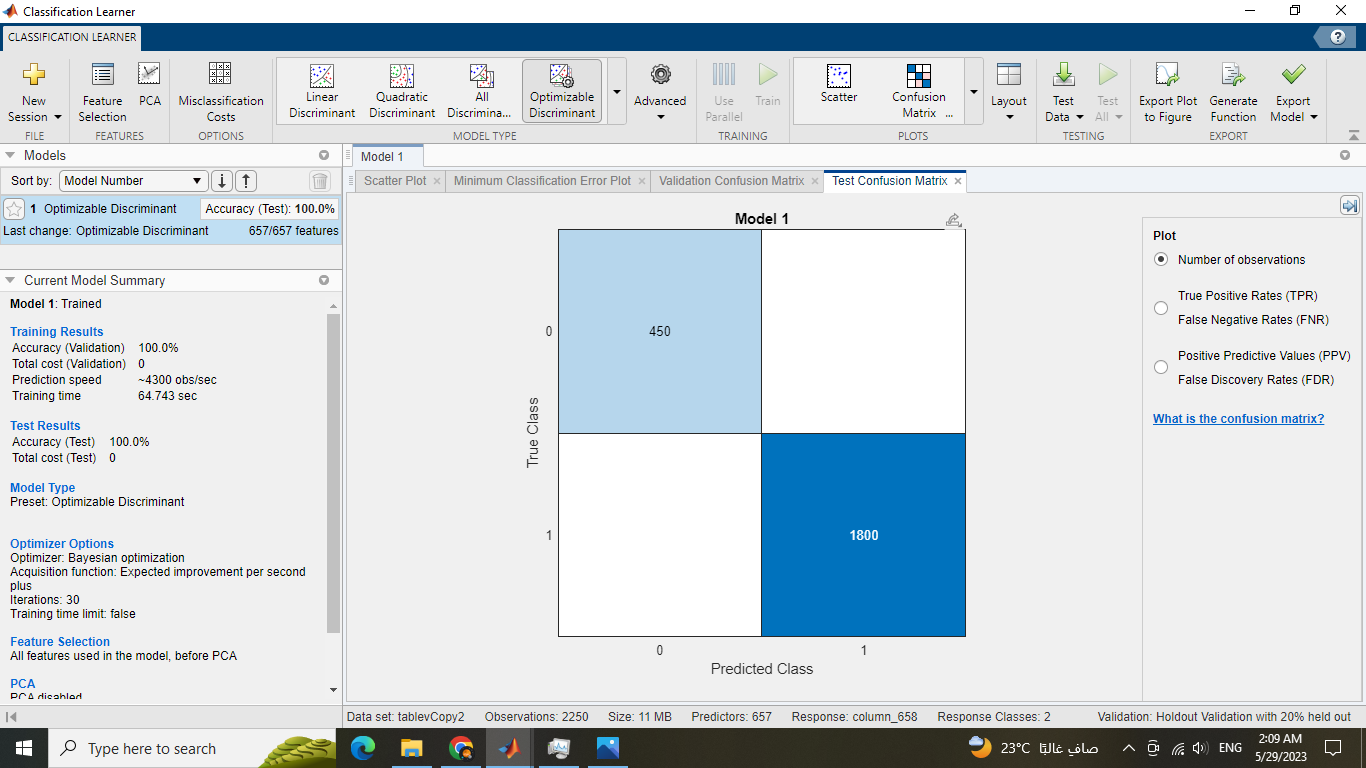 Classification Learner
CLASSIFICATION LEARNER
?
New
Session
Feature
Selection
PCA
Misclassification
Costs
Linear
Discriminant
Quadratic
Discriminant
All
Discrimina...
Optimizable
Discriminant
Advanced
Use
Parallel
Train
Scatter
Confusion
Matrix ...
Layout
Test
Data
Test
All
Export Plot
to Figure
Generate
Function
Export
Model
FILE
FEATURES
OPTIONS
MODEL TYPE
TRAINING
PLOTS
TESTING
EXPORT
Models
Sort by: Model Number
1 Optimizable Discriminant Accuracy (Test): 100.0%
Last change: Optimizable Discriminant 657/657 features
Current Model Summary
Model 1: Trained
Training Results
Accuracy (Validation) 100.0%
Total cost (Validation) 0
Prediction speed ~4300 obs/sec
Training time 64.743 sec
Test Results
Accuracy (Test) 100.0%
Total cost (Test) 0
Model Type
Preset: Optimizable Discriminant
Optimizer Options
Optimizer: Bayesian optimization
Acquisition function: Expected improvement per second
plus
Iterations: 30
Training time limit: false
Feature Selection
All features used in the model, before PCA
PCA
PCA disabled
Model 1
Scatter Plot
Minimum Classification Error Plot
Validation Confusion Matrix
Test Confusion Matrix
Model 1
True Class
0
450
1
1800
0 1
Predicted Class
Plot
Number of observations
True Positive Rates (TPR)
False Negative Rates (FNR)
Positive Predictive Values (PPV)
False Discovery Rates (FDR)
What is the confusion matrix?
Data set: tablevCopy2 Observations: 2250 Size: 11 MB Predictors: 657 Response: column_658 Response Classes: 2 Validation: Holdout Validation with 20% held out
Type here to search
23°C صافٍ غالبًا
ENG
2:09 AM
5/29/2023